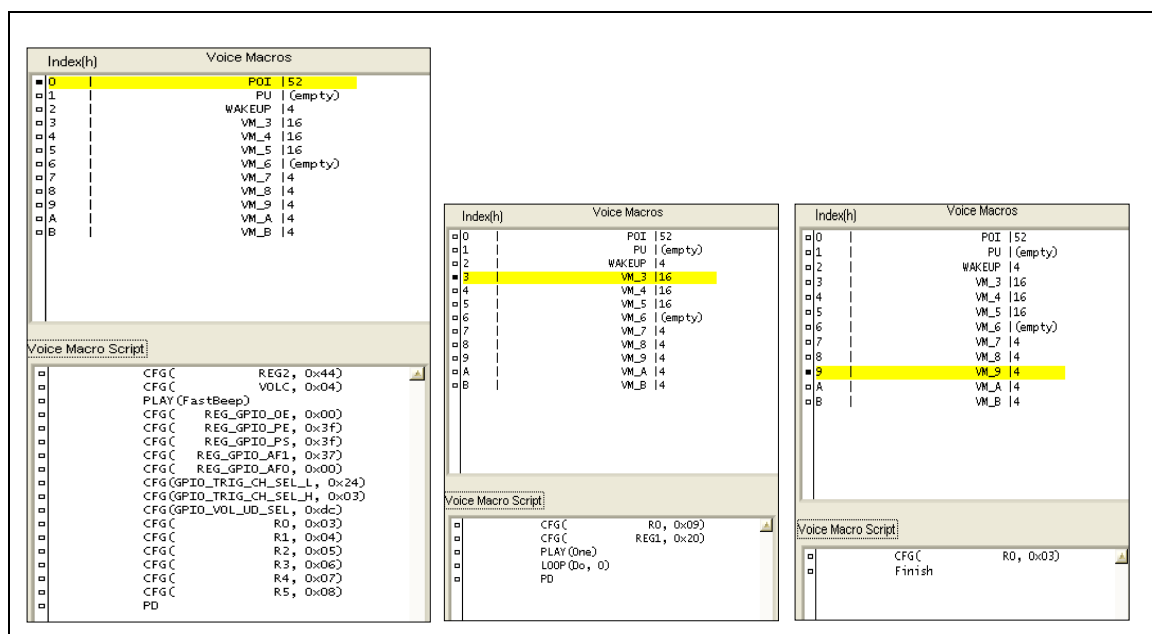 Index(h) Voice Macros
0 | POI |52
1 | PU |(empty)
2 | WAKEUP |4
3 | VM_3 |16
4 | VM_4 |16
5 | VM_5 |16
6 | VM_6 |(empty)
7 | VM_7 |4
8 | VM_8 |4
9 | VM_9 |4
A | VM_A |4
B | VM_B |4
Voice Macro Script
CFG( REG2, 0x44)
CFG( VOLC, 0x04)
PLAY(FastBeep)
CFG( REG_GPIO_OE, 0x00)
CFG( REG_GPIO_PE, 0x3f)
CFG( REG_GPIO_PS, 0x3f)
CFG( REG_GPIO_AF1, 0x37)
CFG( REG_GPIO_AF0, 0x00)
CFG(GPIO_TRIG_CH_SEL_L, 0x24)
CFG(GPIO_TRIG_CH_SEL_H, 0x03)
CFG(GPIO_VOL_UD_SEL, 0xdc)
CFG( R0, 0x03)
CFG( R1, 0x04)
CFG( R2, 0x05)
CFG( R3, 0x06)
CFG( R4, 0x07)
CFG( R5, 0x08)
PD
Index(h) Voice Macros
0 | POI |52
1 | PU |(empty)
2 | WAKEUP |4
3 | VM_3 |16
4 | VM_4 |16
5 | VM_5 |16
6 | VM_6 |(empty)
7 | VM_7 |4
8 | VM_8 |4
9 | VM_9 |4
A | VM_A |4
B | VM_B |4
Voice Macro Script
CFG( R0, 0x09)
CFG( REG1, 0x20)
PLAY(One)
LOOP(Do, 0)
PD
Index(h) Voice Macros
0 | POI |52
1 | PU |(empty)
2 | WAKEUP |4
3 | VM_3 |16
4 | VM_4 |16
5 | VM_5 |16
6 | VM_6 |(empty)
7 | VM_7 |4
8 | VM_8 |4
9 | VM_9 |4
A | VM_A |4
B | VM_B |4
Voice Macro Script
CFG( R0, 0x03)
Finish